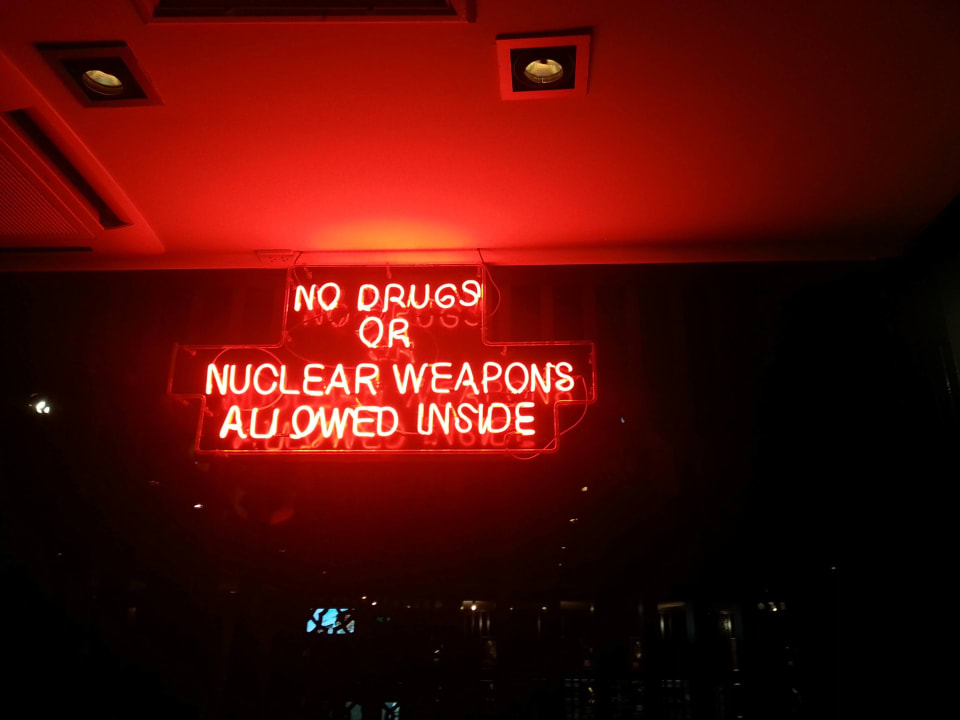 NO DRUGS
OR
NUCLEAR WEAPONS
ALLOWED INSIDE